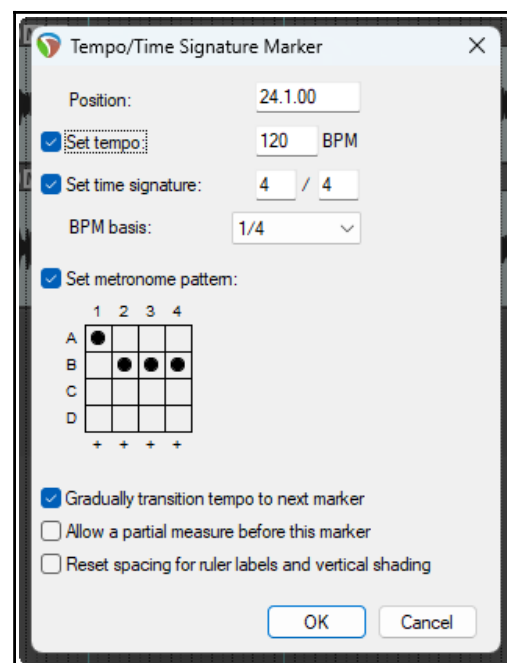 Tempo/Time Signature Marker
Position: 24.1.00
Set tempo: 120 BPM
Set time signature: 4 / 4
BPM basis: 1/4
Set metronome pattern:
1 2 3 4
A
B
C
D
+ + + +
Gradually transition tempo to next marker
Allow a partial measure before this marker
Reset spacing for ruler labels and vertical shading
OK Cancel